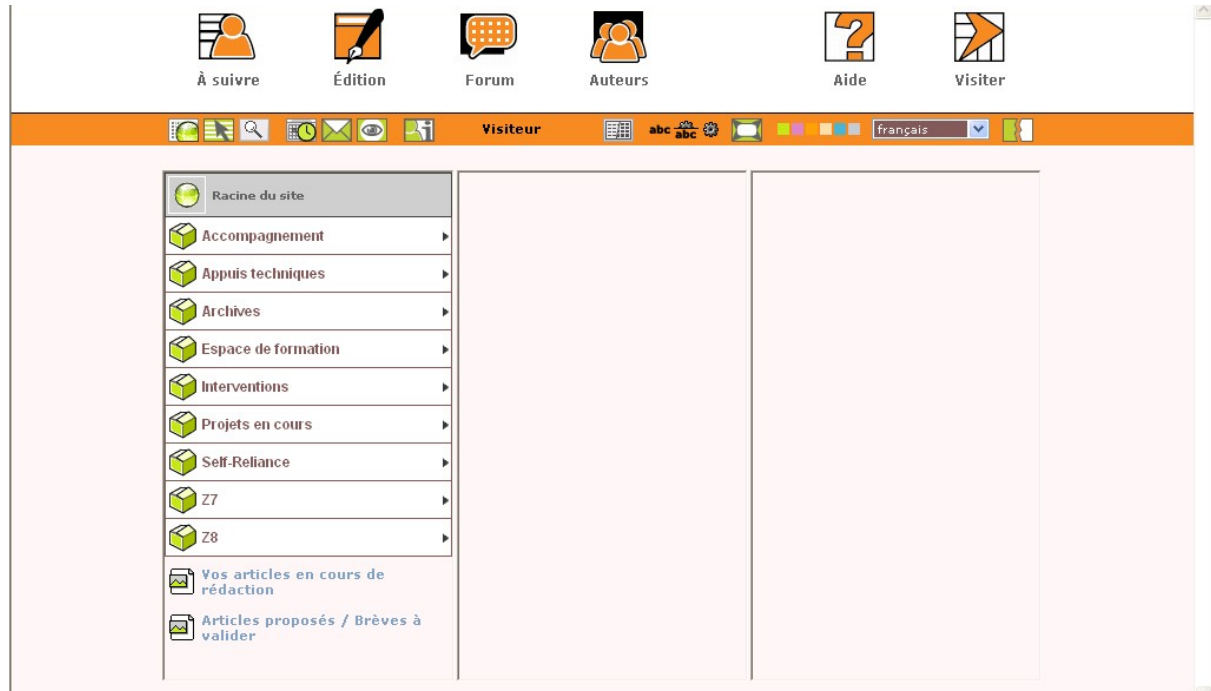 À suivre
Édition
Forum
Auteurs
Aide
Visiter
Visiteur
abc
abc
abc
français
Racine du site
Accompagnement
Appuis techniques
Archives
Espace de formation
Interventions
Projets en cours
Self-Reliance
Z7
Z8
Vos articles en cours de
rédaction
Articles proposés / Brèves à
valider